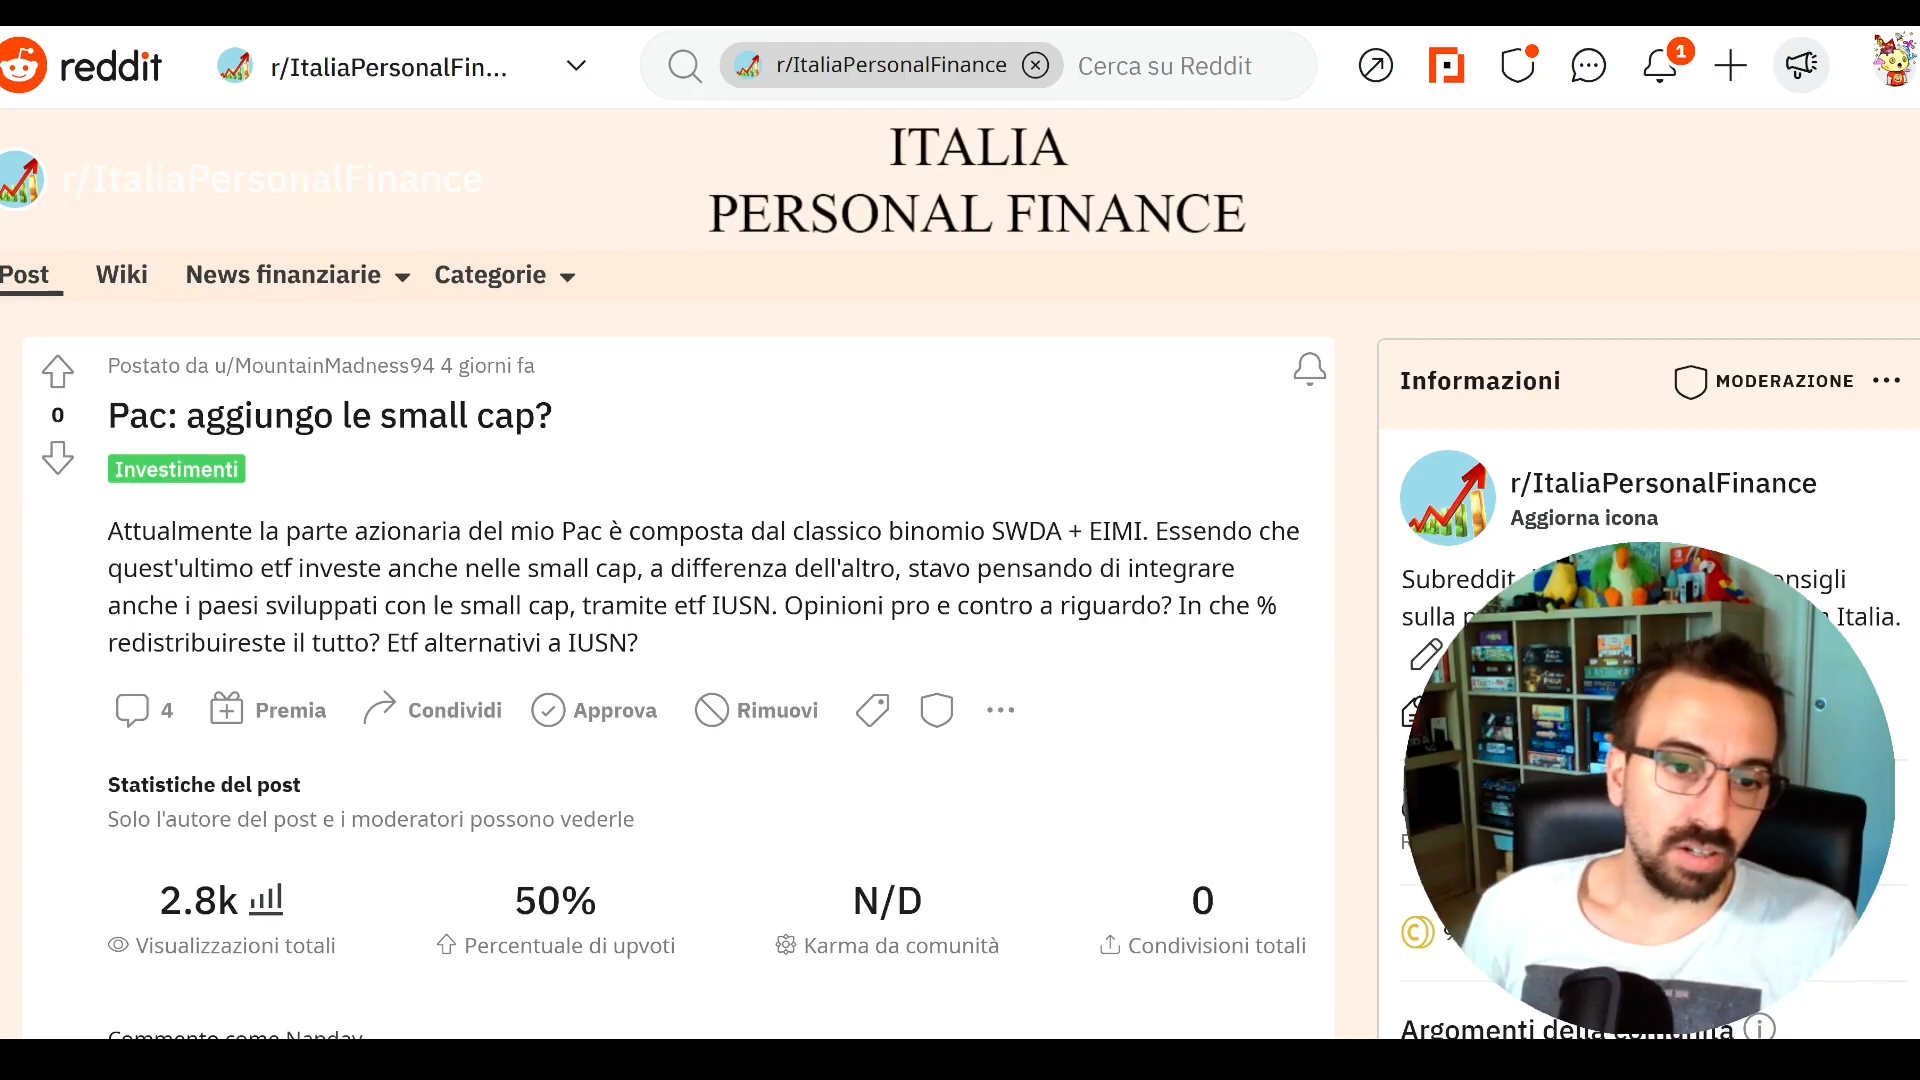 reddit
r/ItaliaPersonalFin...
r/ItaliaPersonalFinance
Cerca su Reddit
1
r/ItaliaPersonalFinance
ITALIA
PERSONAL FINANCE
Post
Wiki
News finanziarie
Categorie
Postato da u/MountainMadness94 4 giorni fa
0
Pac: aggiungo le small cap?
Investimenti
Attualmente la parte azionaria del mio Pac è composta dal classico binomio SWDA + EIMI. Essendo che
quest'ultimo etf investe anche nelle small cap, a differenza dell'altro, stavo pensando di integrare
anche i paesi sviluppati con le small cap, tramite etf IUSN. Opinioni pro e contro a riguardo? In che %
redistribuireste il tutto? Etf alternativi a IUSN?
4
Premia
Condividi
Approva
Rimuovi
Statistiche del post
Solo l'autore del post e i moderatori possono vederle
2.8k
Visualizzazioni totali
50%
Percentuale di upvoti
N/D
Karma da comunità
0
Condivisioni totali
Commento come Nanday
Informazioni
MODERAZIONE
r/ItaliaPersonalFinance
Aggiorna icona
Subreddit
sulla
Italia.
Argomenti della comunità